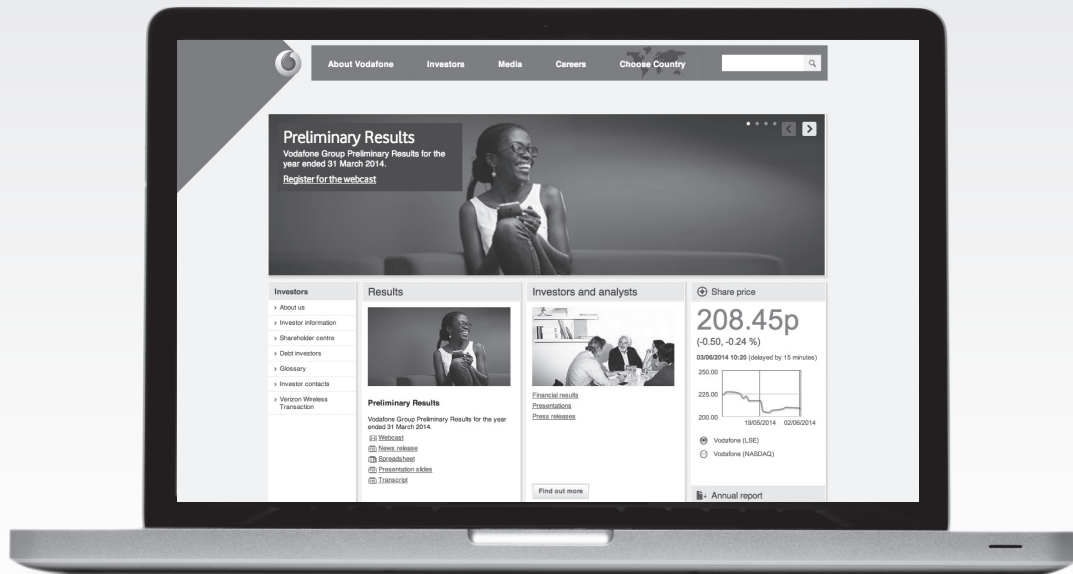 About Vodafone
Investors
Media
Careers
Choose Country
Preliminary Results
Vodafone Group Preliminary Results for the
year ended 31 March 2014.
Register for the webcast
Investors
› About us
› Investor information
› Shareholder centre
› Debt investors
› Glossary
› Investor contacts
› Verizon Wireless
Transaction
Results
Preliminary Results
Vodafone Group Preliminary Results for the year
ended 31 March 2014.
Webcast
News release
Spreadsheet
Presentation slides
Transcript
Investors and analysts
Financial results
Presentations
Press releases
Find out more
Share price
208.45p
(-0.50, -0.24 %)
03/06/2014 10:20 (delayed by 15 minutes)
250.00
225.00
200.00
19/05/2014 02/06/2014
Vodafone (LSE)
Vodafone (NASDAQ)
Annual report